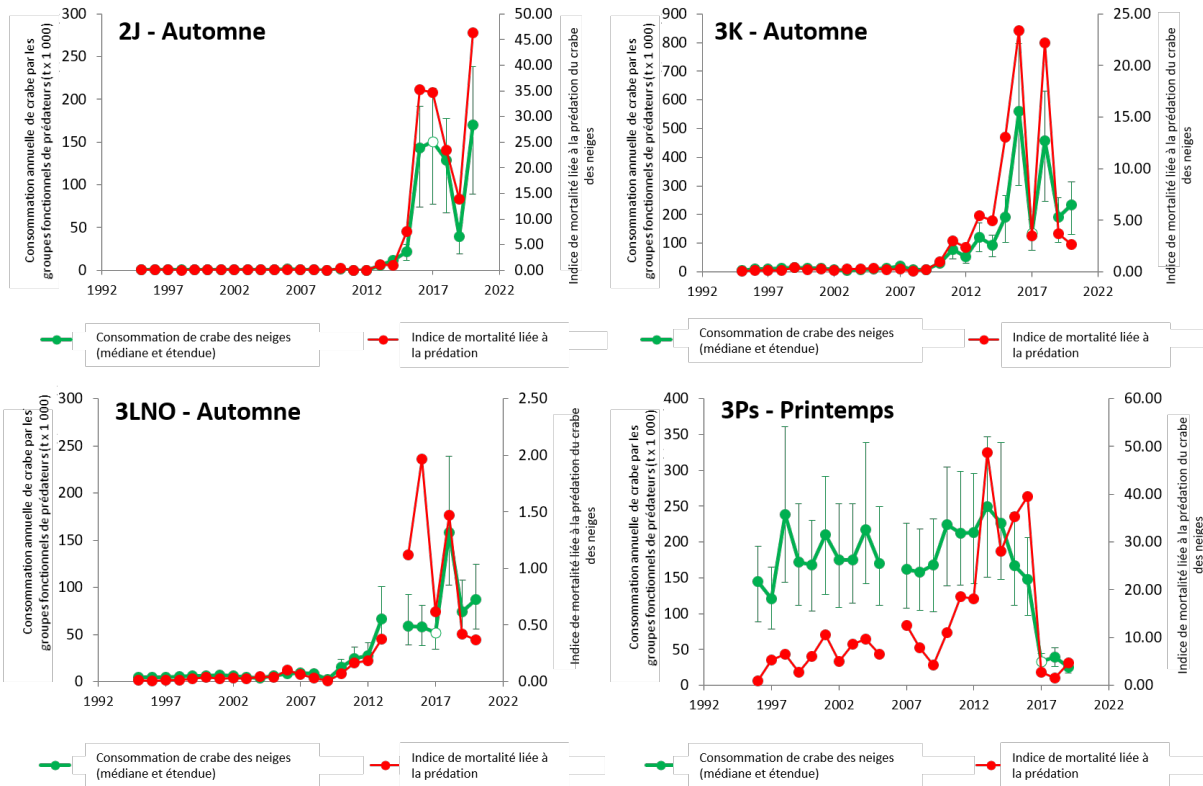 2J - Automne
Consommation annuelle de crabe par les
groupes fonctionnels de prédateurs (t x 1 000)
300
250
200
150
100
50
0
50.00
45.00
40.00
35.00
30.00
25.00
20.00
15.00
10.00
5.00
0.00
Indice de mortalité liée à la prédation du crabe
des neiges
1992
1997
2002
2007
2012
2017
2022
Consommation de crabe des neiges
(médiane et étendue)
Indice de mortalité liée à
la prédation
3K - Automne
Consommation annuelle de crabe par les
groupes fonctionnels de prédateurs (t x 1 000)
900
800
700
600
500
400
300
200
100
0
25.00
20.00
15.00
10.00
5.00
0.00
Indice de mortalité liée à la prédation du crabe des
neiges
1992
1997
2002
2007
2012
2017
2022
Consommation de crabe des neiges
(médiane et étendue)
Indice de mortalité liée à
la prédation
3LNO - Automne
Consommation annuelle de crabe par les
groupes fonctionnels de prédateurs (t x 1 000)
300
250
200
150
100
50
0
2.50
2.00
1.50
1.00
0.50
0.00
Indice de mortalité liée à la prédation du crabe
des neiges
1992
1997
2002
2007
2012
2017
2022
Consommation de crabe des neiges
(médiane et étendue)
Indice de mortalité liée à
la prédation
3Ps - Printemps
Consommation annuelle de crabe par les
groupes fonctionnels de prédateurs (t x 1 000)
400
350
300
250
200
150
100
50
0
60.00
50.00
40.00
30.00
20.00
10.00
0.00
Indice de mortalité liée à la prédation du crabe
des neiges
1992
1997
2002
2007
2012
2017
2022
Consommation de crabe des neiges
(médiane et étendue)
Indice de mortalité liée à
la prédation